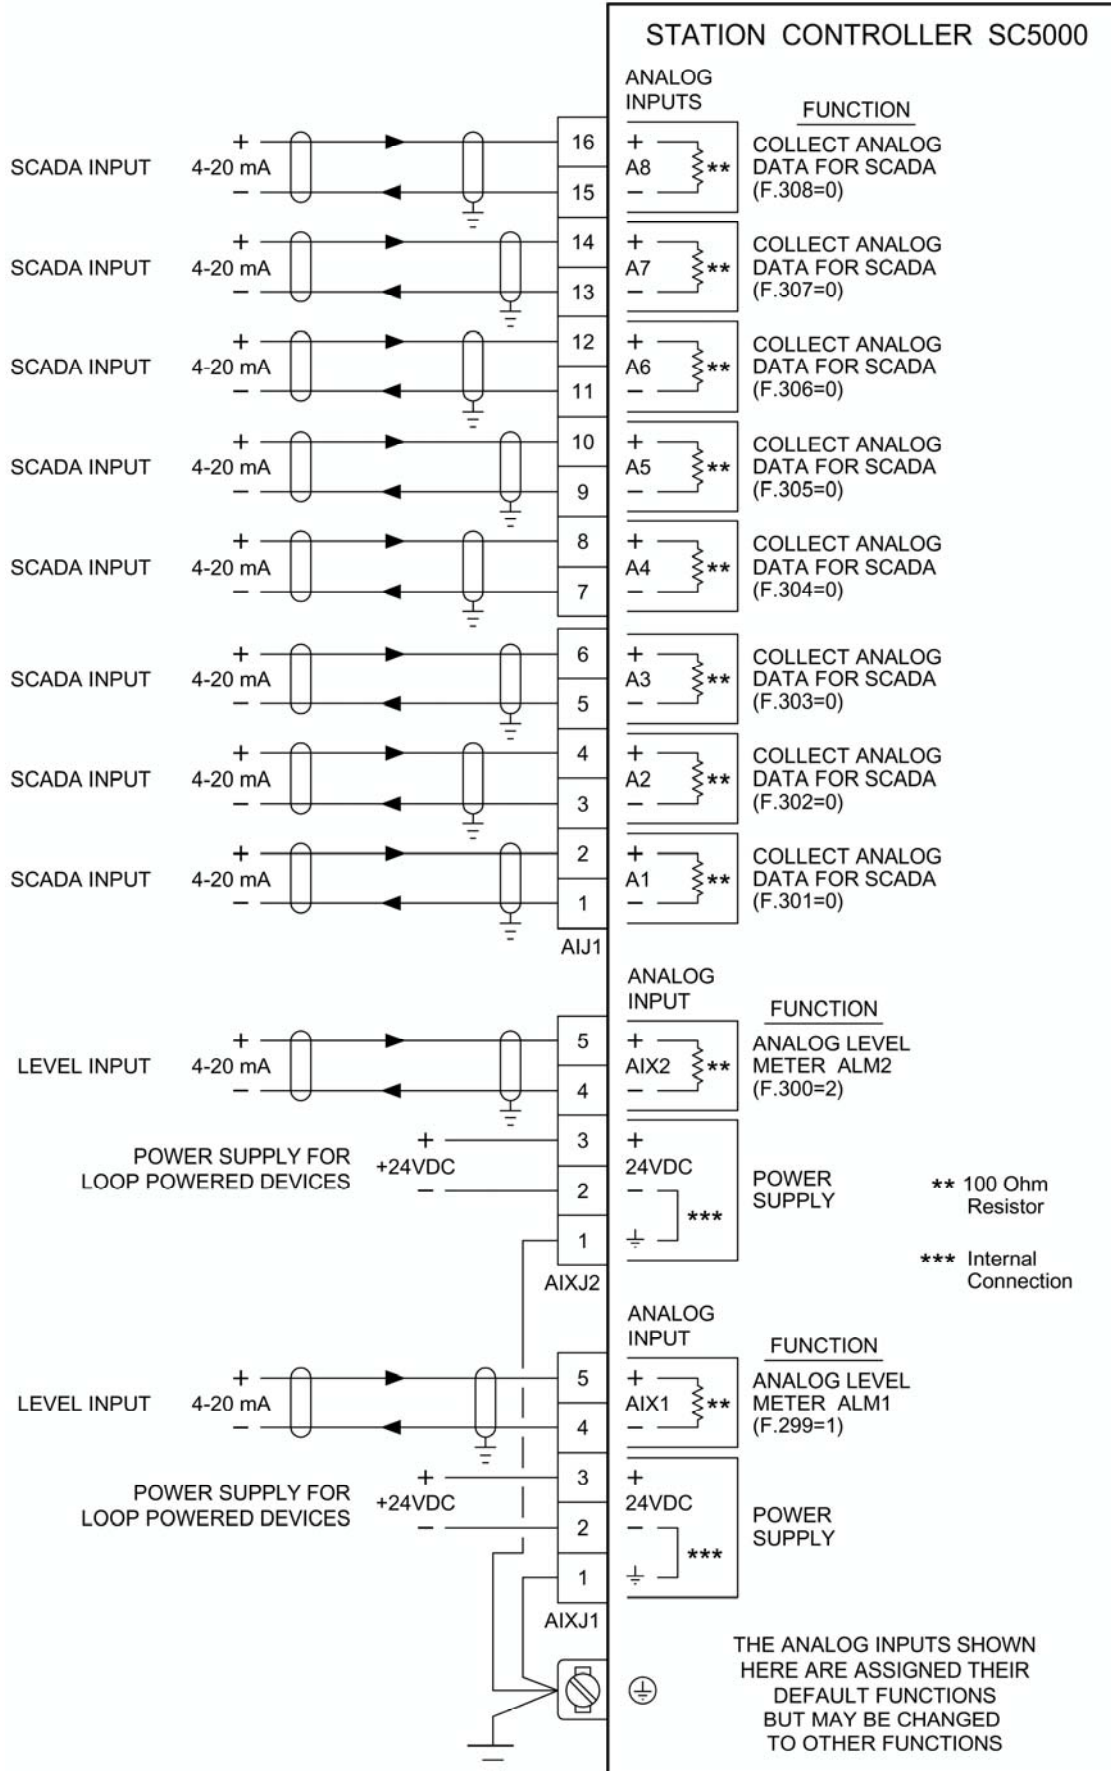 STATION CONTROLLER SC5000
ANALOG
INPUTS
FUNCTION
SCADA INPUT
+
4-20 mA
−
16
15
+
A8
−
**
COLLECT ANALOG
DATA FOR SCADA
(F.308=0)
SCADA INPUT
+
4-20 mA
−
14
13
+
A7
−
**
COLLECT ANALOG
DATA FOR SCADA
(F.307=0)
SCADA INPUT
+
4-20 mA
−
12
11
+
A6
−
**
COLLECT ANALOG
DATA FOR SCADA
(F.306=0)
SCADA INPUT
+
4-20 mA
−
10
9
+
A5
−
**
COLLECT ANALOG
DATA FOR SCADA
(F.305=0)
SCADA INPUT
+
4-20 mA
−
8
7
+
A4
−
**
COLLECT ANALOG
DATA FOR SCADA
(F.304=0)
SCADA INPUT
+
4-20 mA
−
6
5
+
A3
−
**
COLLECT ANALOG
DATA FOR SCADA
(F.303=0)
SCADA INPUT
+
4-20 mA
−
4
3
+
A2
−
**
COLLECT ANALOG
DATA FOR SCADA
(F.302=0)
SCADA INPUT
+
4-20 mA
−
2
1
+
A1
−
**
COLLECT ANALOG
DATA FOR SCADA
(F.301=0)
AIJ1
ANALOG
INPUT
FUNCTION
LEVEL INPUT
+
4-20 mA
−
5
4
+
AIX2
−
**
ANALOG LEVEL
METER ALM2
(F.300=2)
POWER SUPPLY FOR
LOOP POWERED DEVICES
+
+24VDC
−
3
2
1
+
24VDC
−
***
POWER
SUPPLY
** 100 Ohm
Resistor
*** Internal
Connection
AIXJ2
ANALOG
INPUT
FUNCTION
LEVEL INPUT
+
4-20 mA
−
5
4
+
AIX1
−
**
ANALOG LEVEL
METER ALM1
(F.299=1)
POWER SUPPLY FOR
LOOP POWERED DEVICES
+
+24VDC
−
3
2
1
+
24VDC
−
***
POWER
SUPPLY
AIXJ1
THE ANALOG INPUTS SHOWN
HERE ARE ASSIGNED THEIR
DEFAULT FUNCTIONS
BUT MAY BE CHANGED
TO OTHER FUNCTIONS